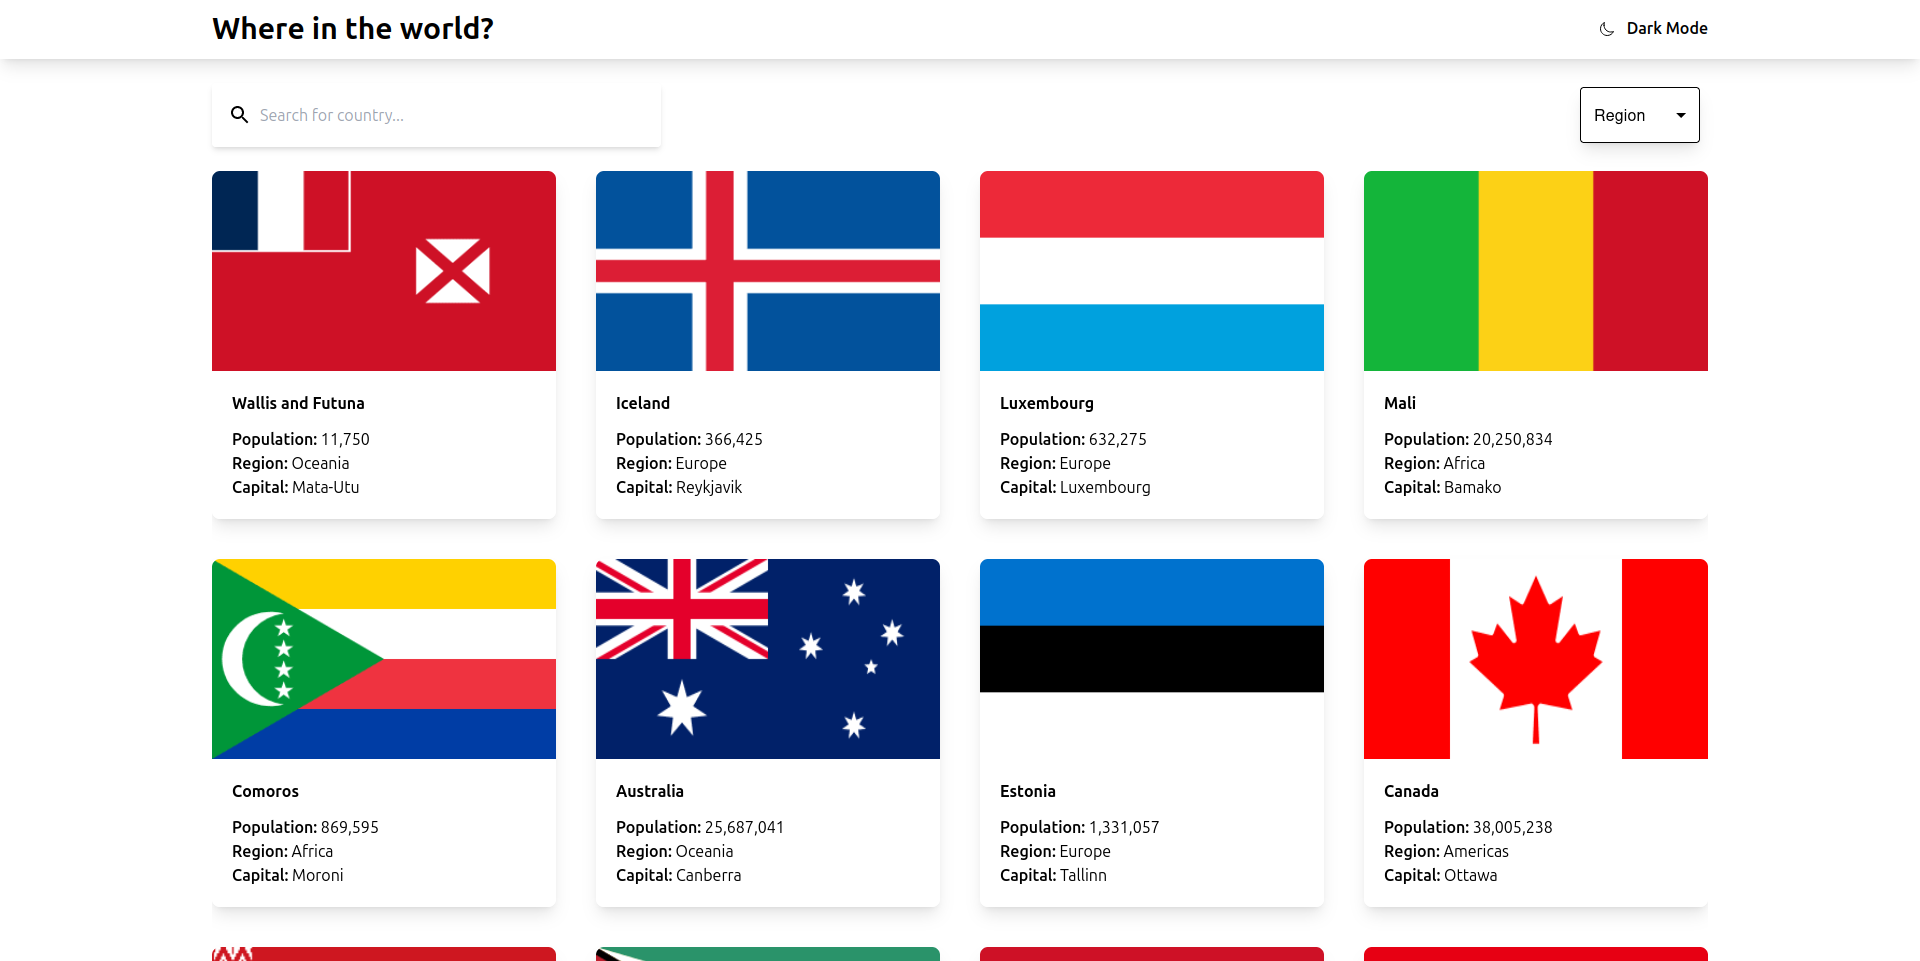 Where in the world?
Dark Mode
Search for country...
Region
Wallis and Futuna
Population: 11,750
Region: Oceania
Capital: Mata-Utu
Iceland
Population: 366,425
Region: Europe
Capital: Reykjavik
Luxembourg
Population: 632,275
Region: Europe
Capital: Luxembourg
Mali
Population: 20,250,834
Region: Africa
Capital: Bamako
Comoros
Population: 869,595
Region: Africa
Capital: Moroni
Australia
Population: 25,687,041
Region: Oceania
Capital: Canberra
Estonia
Population: 1,331,057
Region: Europe
Capital: Tallinn
Canada
Population: 38,005,238
Region: Americas
Capital: Ottawa